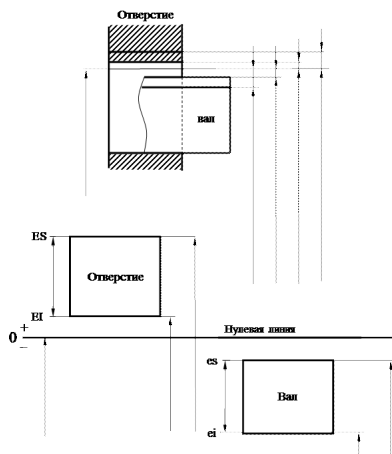 Отверстие
вал
ES
Отверстие
EI
+
0
−
Нулевая линия
es
Вал
ei